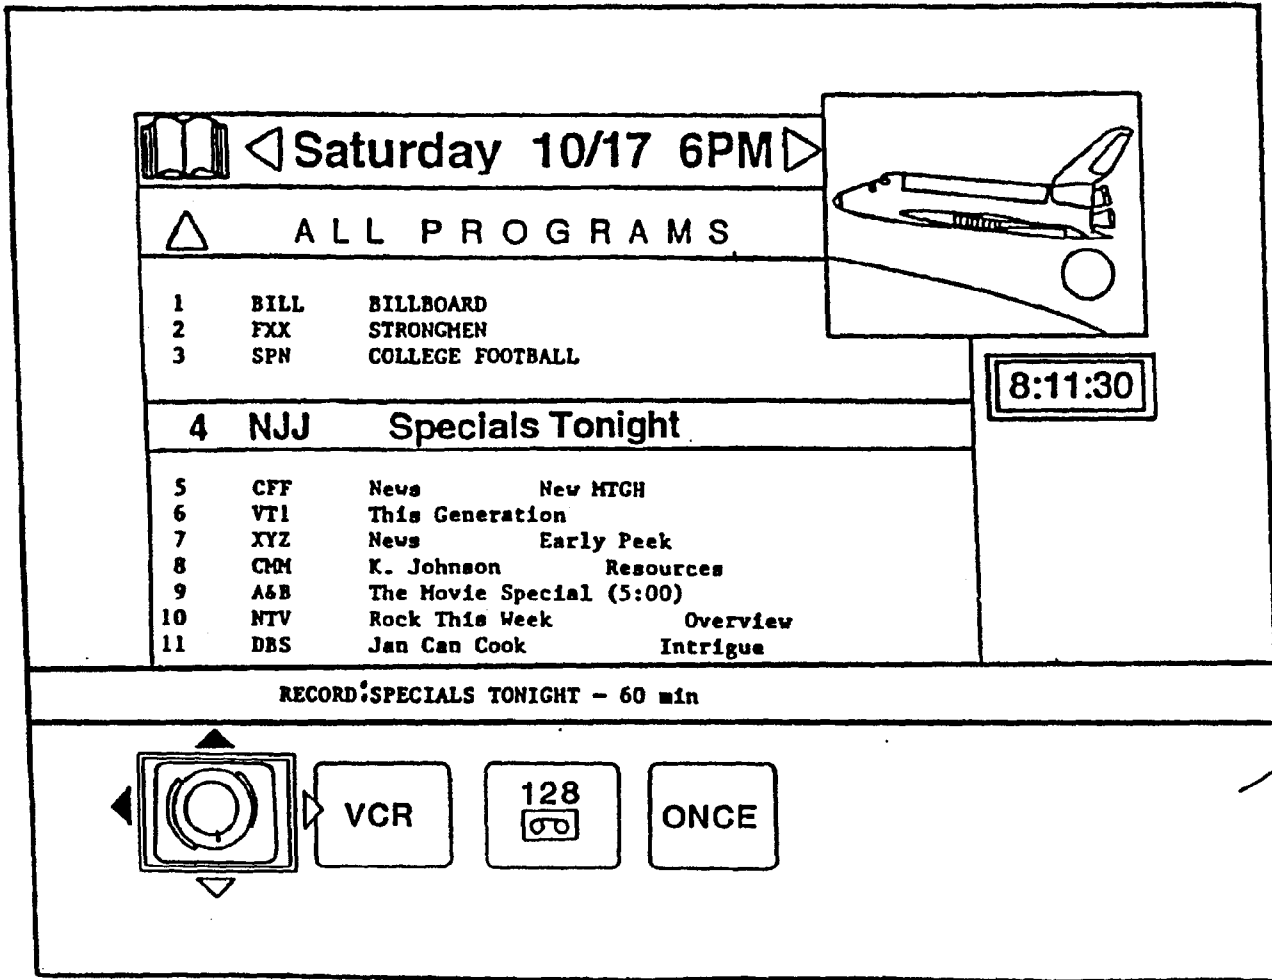 Saturday 10/17 6PM
ALL PROGRAMS
1 BILL BILLBOARD
2 FXX STRONGMEN
3 SPN COLLEGE FOOTBALL
8:11:30
4 NJJ Specials Tonight
5 CFF News New MTGH
6 VT1 This Generation
7 XYZ News Early Peek
8 CMM K. Johnson Resources
9 A&B The Movie Special (5:00)
10 NTV Rock This Week Overview
11 DBS Jan Can Cook Intrigue
RECORD:SPECIALS TONIGHT - 60 min
VCR
128
ONCE